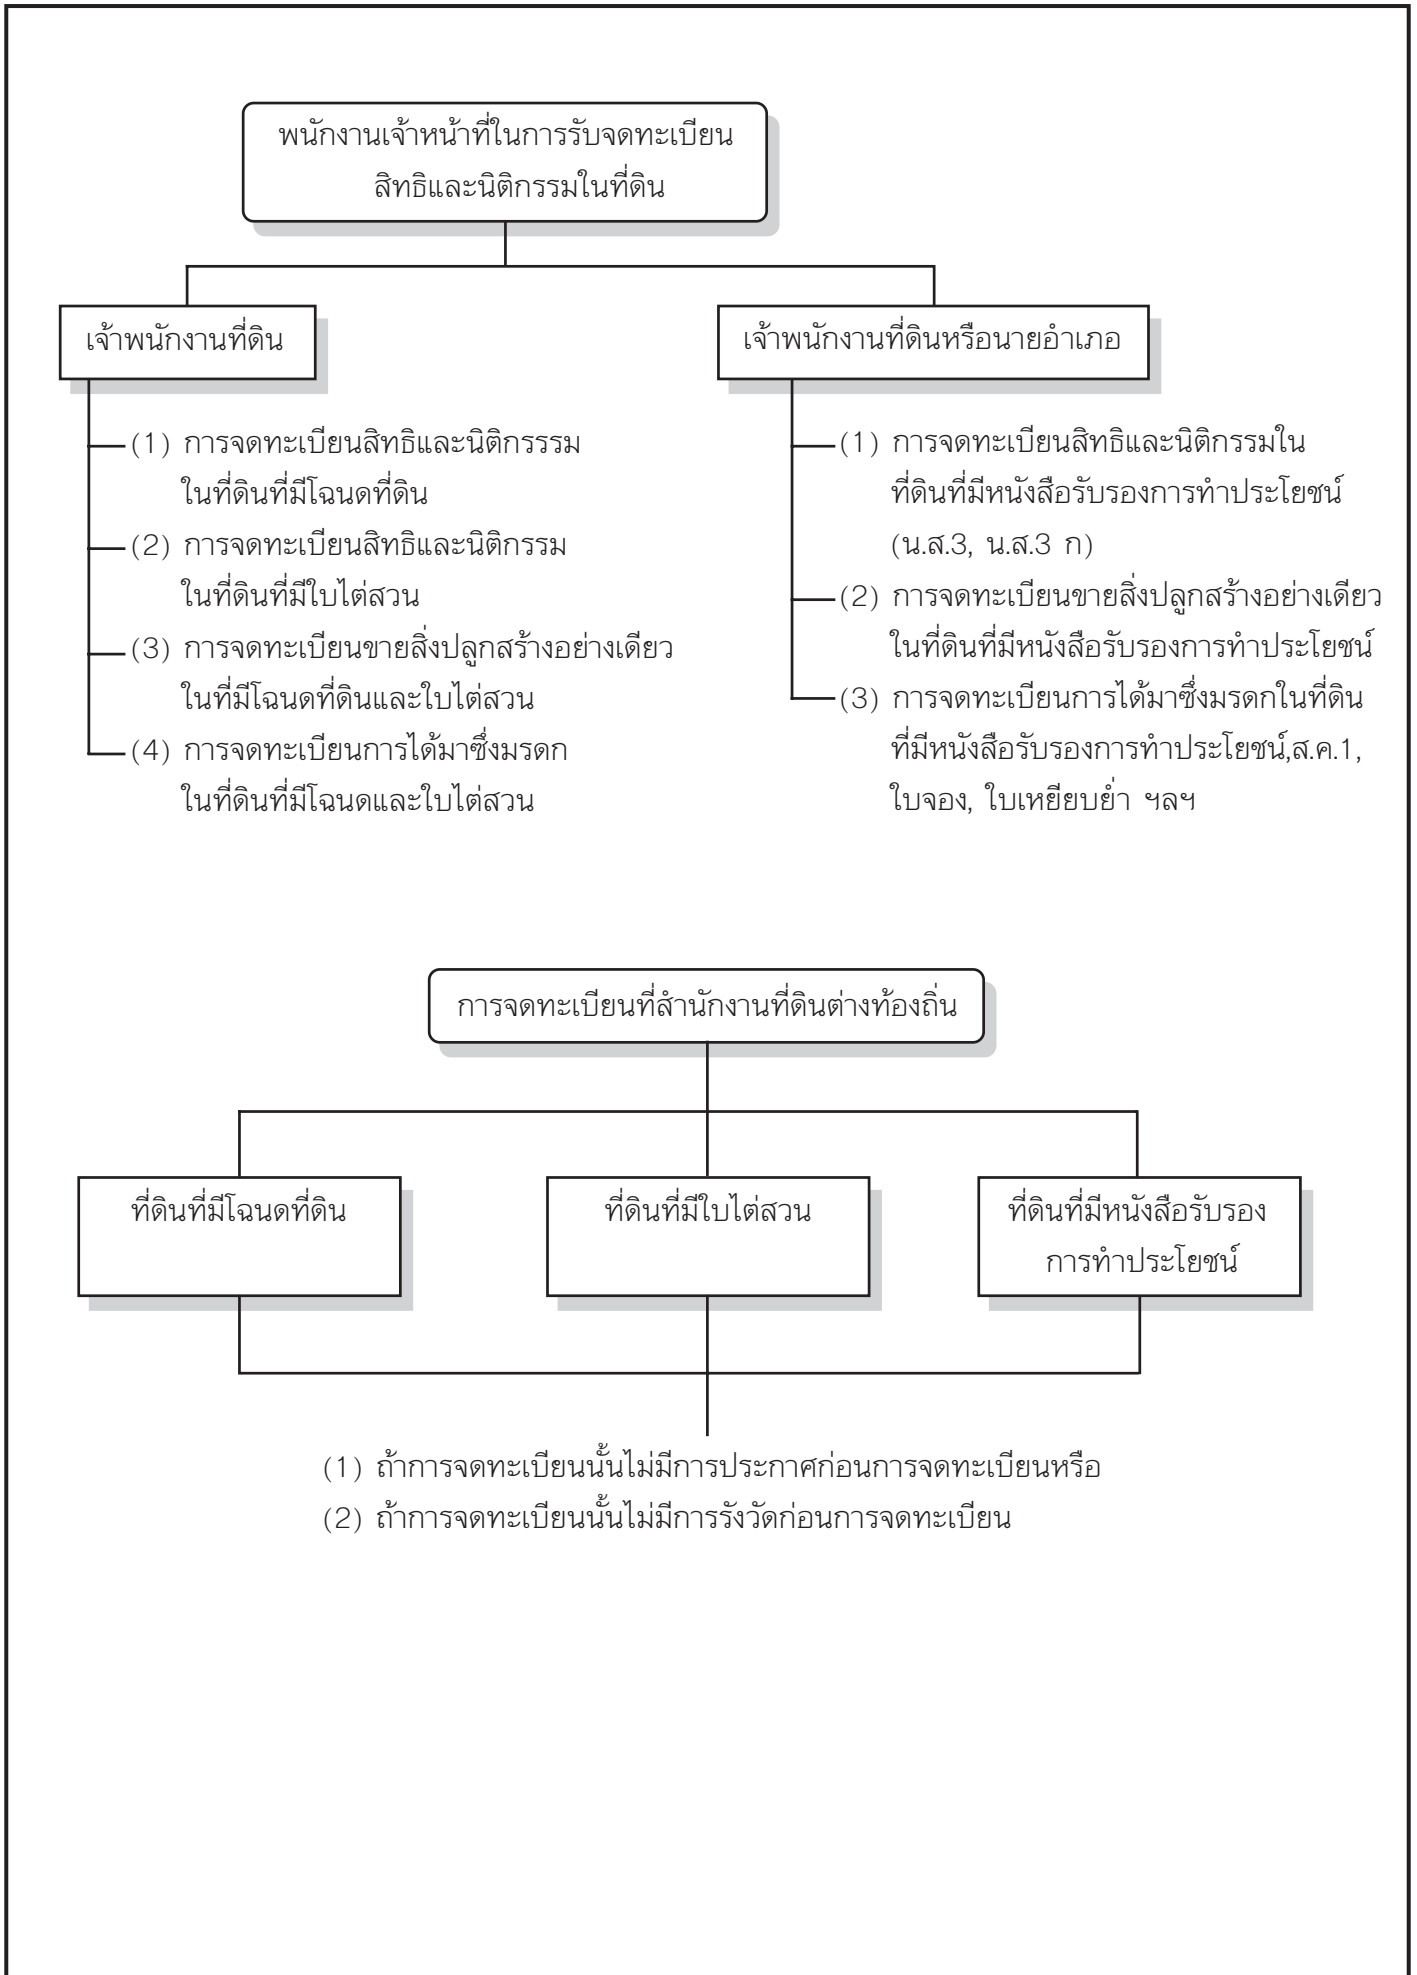 พนักงานเจ้าหน้าที่ในการรับจดทะเบียน
สิทธิและนิติกรรมในที่ดิน
เจ้าพนักงานที่ดิน
(1) การจดทะเบียนสิทธิและนิติกรรรม
ในที่ดินที่มีโฉนดที่ดิน
(2) การจดทะเบียนสิทธิและนิติกรรม
ในที่ดินที่มีใบไต่สวน
(3) การจดทะเบียนขายสิ่งปลูกสร้างอย่างเดียว
ในที่มีโฉนดที่ดินและใบไต่สวน
(4) การจดทะเบียนการได้มาซึ่งมรดก
ในที่ดินที่มีโฉนดและใบไต่สวน
เจ้าพนักงานที่ดินหรือนายอำเภอ
(1) การจดทะเบียนสิทธิและนิติกรรมใน
ที่ดินที่มีหนังสือรับรองการทำประโยชน์
(น.ส.3, น.ส.3 ก)
(2) การจดทะเบียนขายสิ่งปลูกสร้างอย่างเดียว
ในที่ดินที่มีหนังสือรับรองการทำประโยชน์
(3) การจดทะเบียนการได้มาซึ่งมรดกในที่ดิน
ที่มีหนังสือรับรองการทำประโยชน์,ส.ค.1,
ใบจอง, ใบเหยียบย่ำ ฯลฯ
การจดทะเบียนที่สำนักงานที่ดินต่างท้องถิ่น
ที่ดินที่มีโฉนดที่ดิน
ที่ดินที่มีใบไต่สวน
ที่ดินที่มีหนังสือรับรอง
การทำประโยชน์
(1) ถ้าการจดทะเบียนนั้นไม่มีการประกาศก่อนการจดทะเบียนหรือ
(2) ถ้าการจดทะเบียนนั้นไม่มีการรังวัดก่อนการจดทะเบียน